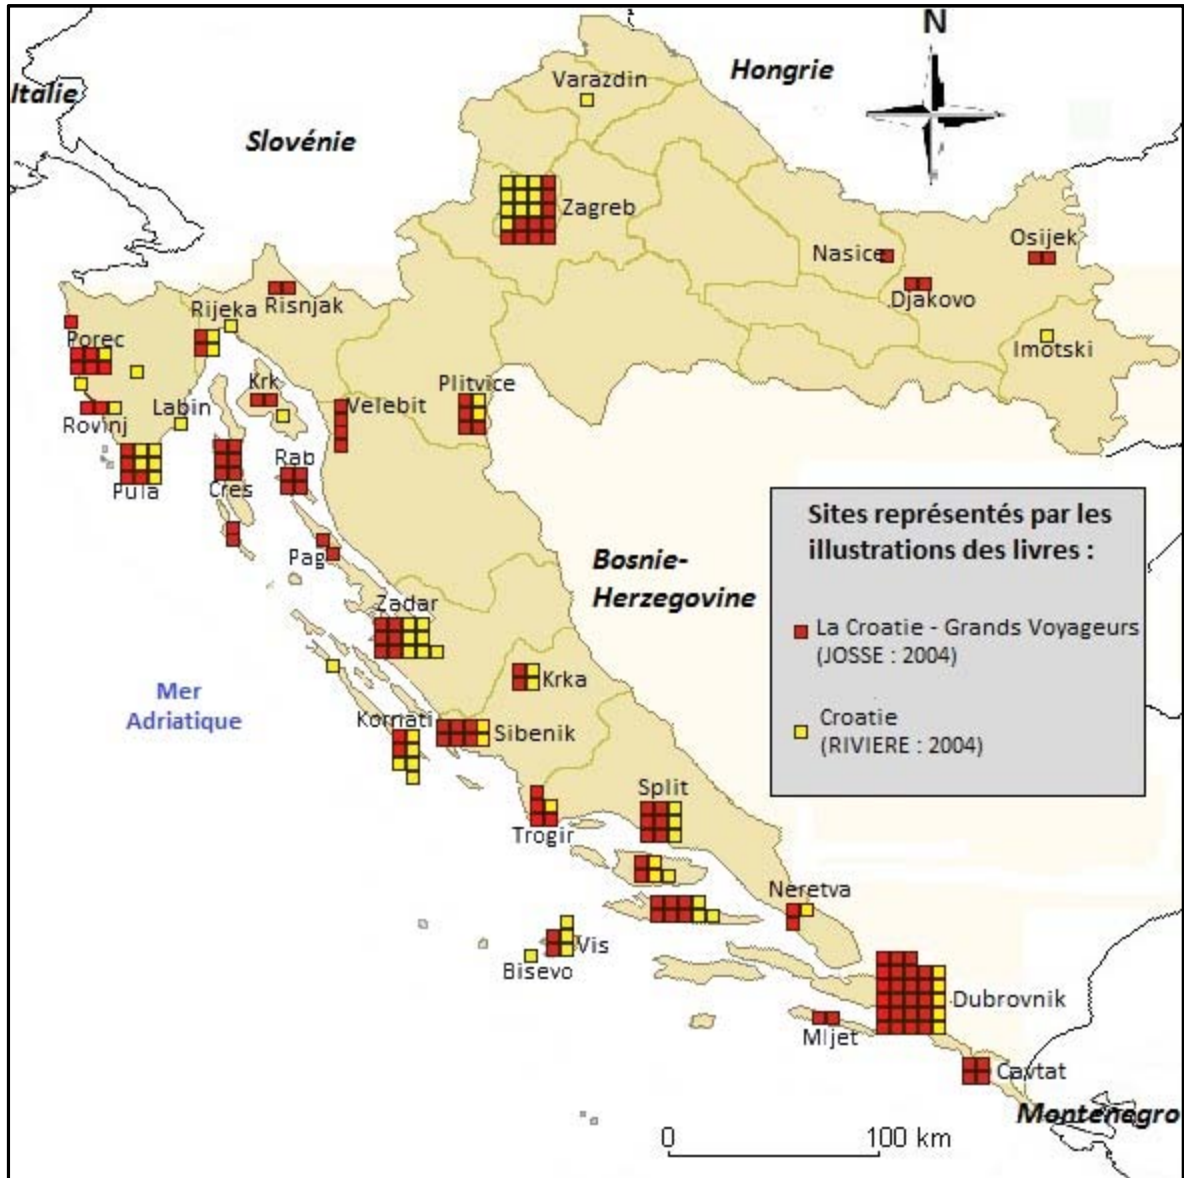 N
Varazdin
Hongrie
Italie
Slovénie
Zagreb
Nasice
Osijek
Djakovo
Rijeka
Risnjak
Porec
Imotski
Krk
Plitvice
Labin
Velebit
Rovinj
Rab
Pula
Cres
Sites représentés par les
illustrations des livres :
Pag
Bosnie-
Herzegovine
Zadar
La Croatie - Grands Voyageurs
(JOSSE : 2004)
Krka
Mer
Adriatique
Kornati
Sibenik
Croatie
(RIVIERE : 2004)
Split
Trogir
Neretva
Vis
Bisevo
Dubrovnik
Mljet
Cavtat
Montenegro
0
100 km